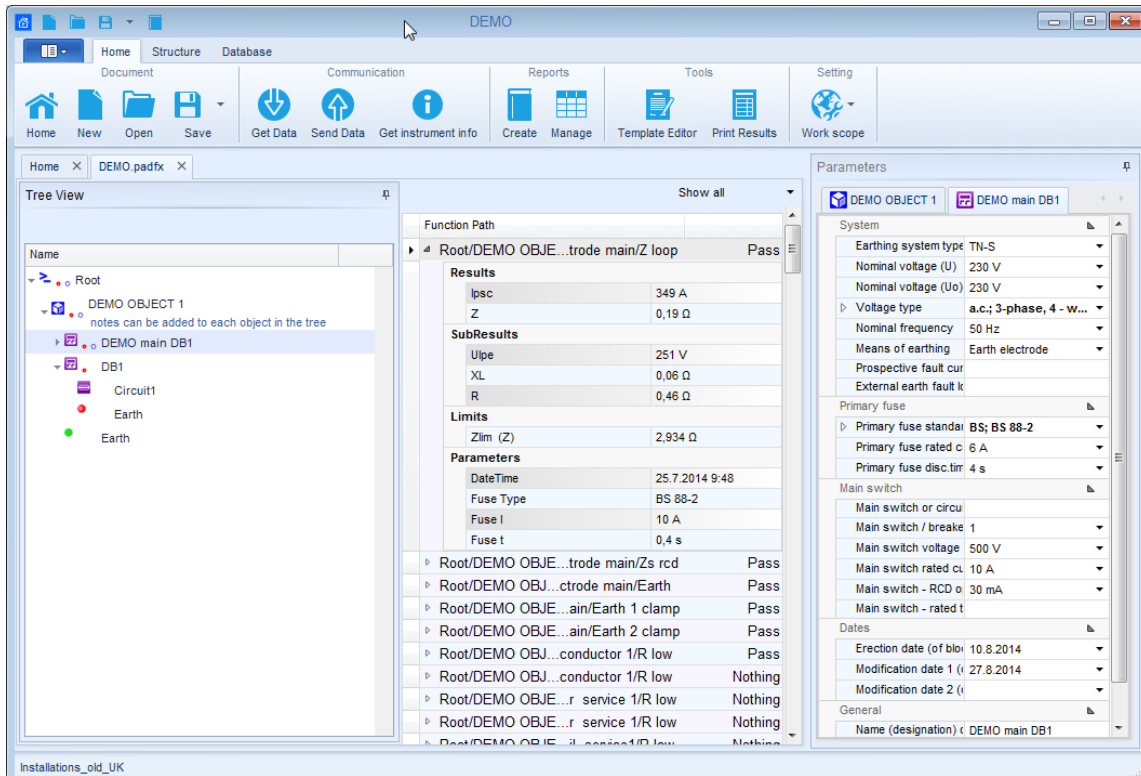 DEMO
Home Structure Database
Document Communication Reports Tools Setting
Home New Open Save Get Data Send Data Get instrument info Create Manage Template Editor Print Results Work scope
Home DEMO.padfx
Tree View
Name
Root
DEMO OBJECT 1
notes can be added to each object in the tree
DEMO main DB1
DB1
Circuit1
Earth
Earth
Show all
Function Path
Root/DEMO OBJE...trode main/Z loop Pass
Results
Ipsc 349 A
Z 0,19 Ω
SubResults
Ulpe 251 V
XL 0,06 Ω
R 0,46 Ω
Limits
Zlim (Z) 2,934 Ω
Parameters
DateTime 25.7.2014 9:48
Fuse Type BS 88-2
Fuse I 10 A
Fuse t 0,4 s
Root/DEMO OBJE...trode main/Zs rcd Pass
Root/DEMO OBJ...ctrode main/Earth Pass
Root/DEMO OBJE...ain/Earth 1 clamp Pass
Root/DEMO OBJE...ain/Earth 2 clamp Pass
Root/DEMO OBJ...conductor 1/R low Pass
Root/DEMO OBJ...conductor 1/R low Nothing
Root/DEMO OBJE...r service 1/R low Nothing
Root/DEMO OBJE...r service 1/R low Nothing
Parameters
DEMO OBJECT 1 DEMO main DB1
System
Earthing system type TN-S
Nominal voltage (U) 230 V
Nominal voltage (Uo) 230 V
Voltage type a.c.; 3-phase, 4 - w...
Nominal frequency 50 Hz
Means of earthing Earth electrode
Prospective fault cur
External earth fault l
Primary fuse
Primary fuse standar BS; BS 88-2
Primary fuse rated c 6 A
Primary fuse disc.tim 4 s
Main switch
Main switch or circui
Main switch / breake 1
Main switch voltage 500 V
Main switch rated cu 10 A
Main switch - RCD o 30 mA
Main switch - rated t
Dates
Erection date (of blo 10.8.2014
Modification date 1 ( 27.8.2014
Modification date 2 (
General
Name (designation) DEMO main DB1
Installations_old_UK